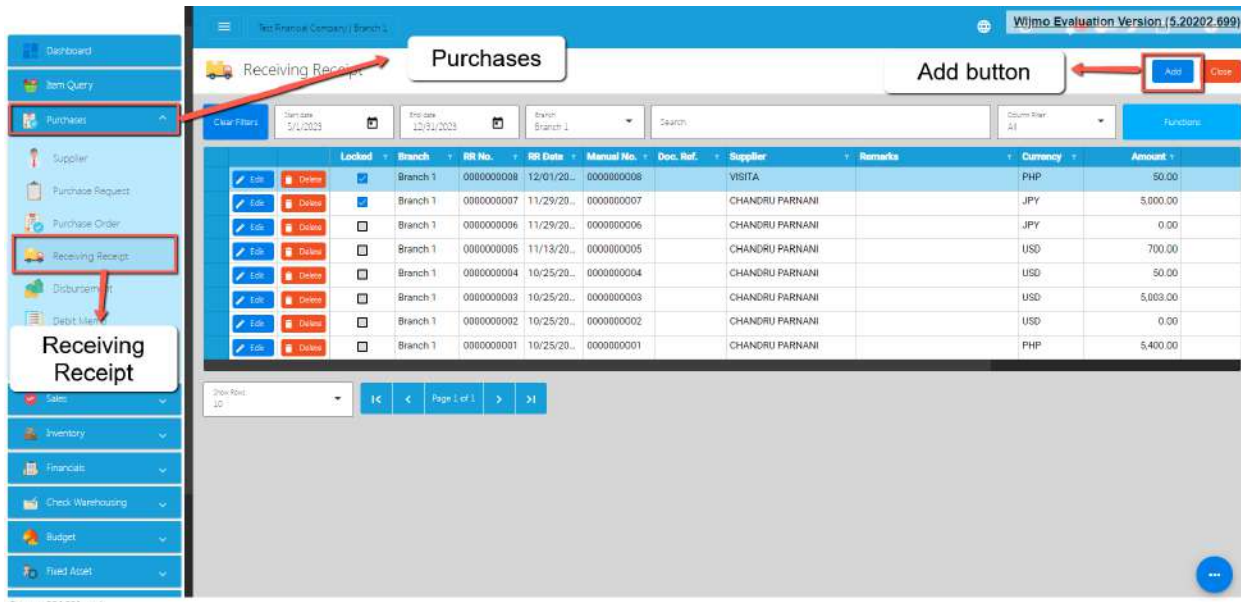 Test Financial Company | Branch 1
Wijmo Evaluation Version (5.20202.699)
Dashboard
Item Query
Purchases
Supplier
Purchase Request
Purchase Order
Receiving Receipt
Disbursement
Debit Memo
Receiving
Receipt
Sales
Inventory
Financials
Check Warehousing
Budget
Fixed Asset
Receiving Receipt
Purchases
Add button
Add
Close
Clear Filters
Start date
5/1/2023
End date
12/31/2023
Branch
Branch 1
Search
Column Filter
All
Functions
Locked Branch RR No. RR Date Manual No. Doc. Ref. Supplier Remarks Currency Amount
Edit Delete Branch 1 0000000008 12/01/20... 0000000008 VISITA PHP 50.00
Edit Delete Branch 1 0000000007 11/29/20... 0000000007 CHANDRU PARNANI JPY 5,000.00
Edit Delete Branch 1 0000000006 11/29/20... 0000000006 CHANDRU PARNANI JPY 0.00
Edit Delete Branch 1 0000000005 11/13/20... 0000000005 CHANDRU PARNANI USD 700.00
Edit Delete Branch 1 0000000004 10/25/20... 0000000004 CHANDRU PARNANI USD 50.00
Edit Delete Branch 1 0000000003 10/25/20... 0000000003 CHANDRU PARNANI USD 5,003.00
Edit Delete Branch 1 0000000002 10/25/20... 0000000002 CHANDRU PARNANI USD 0.00
Edit Delete Branch 1 0000000001 10/25/20... 0000000001 CHANDRU PARNANI PHP 5,400.00
Show Rows
10
Page 1 of 1